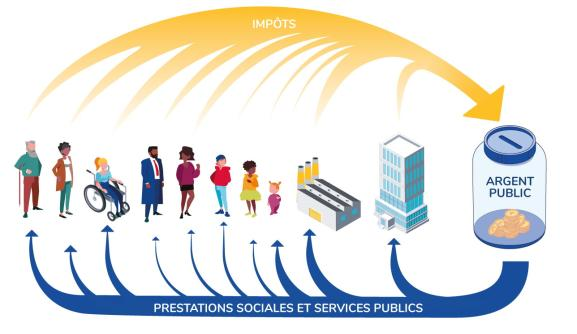 IMPÔTS
ARGENT
PUBLIC
PRESTATIONS SOCIALES ET SERVICES PUBLICS